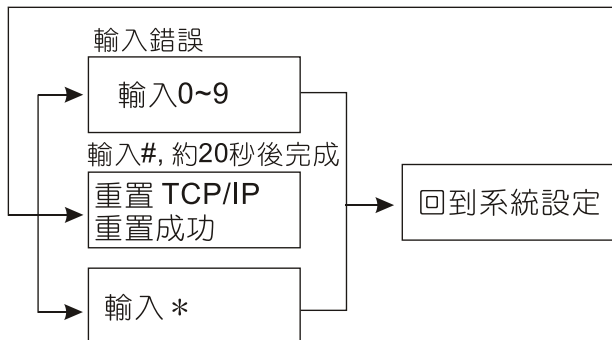 輸入錯誤
輸入0~9
輸入#, 約20秒後完成
重置 TCP/IP
重置成功
回到系統設定
輸入＊